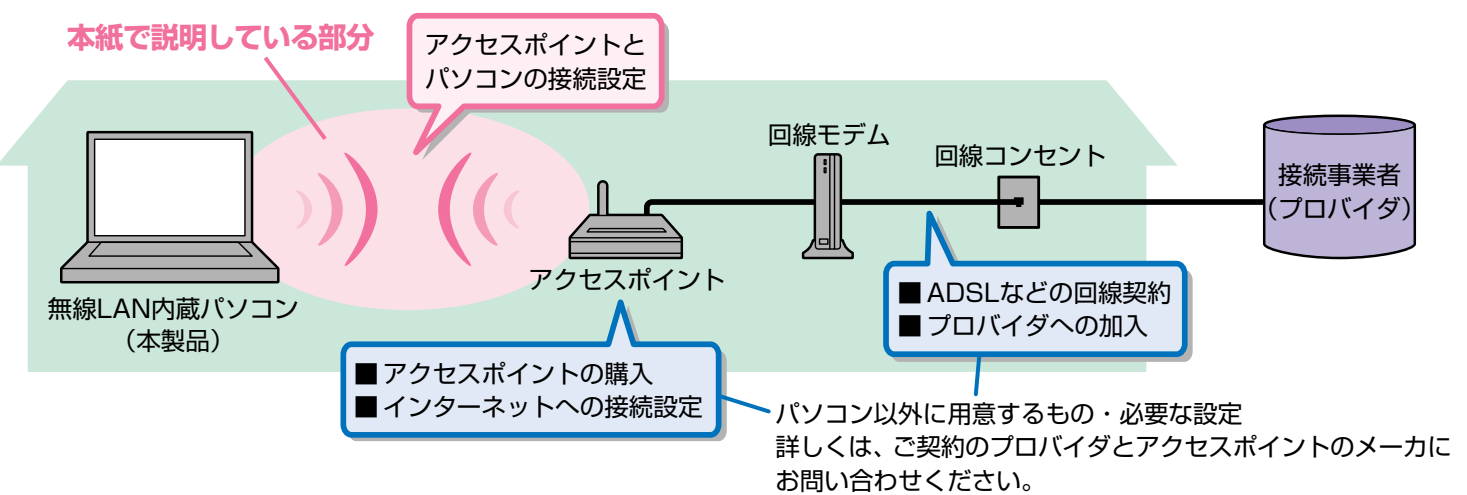 本紙で説明している部分
アクセスポイントと
パソコンの接続設定
回線モデム
回線コンセント
接続事業者
（プロバイダ）
アクセスポイント
無線LAN内蔵パソコン
（本製品）
■ ADSLなどの回線契約
■ プロバイダへの加入
■ アクセスポイントの購入
■ インターネットへの接続設定
パソコン以外に用意するもの・必要な設定
詳しくは、ご契約のプロバイダとアクセスポイントのメーカに
お問い合わせください。